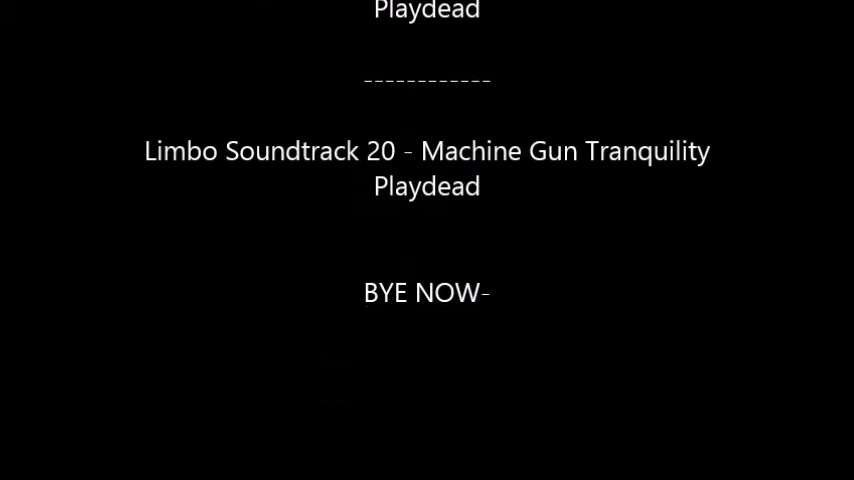 Playdead
------------
Limbo Soundtrack 20 - Machine Gun Tranquility
Playdead
BYE NOW-